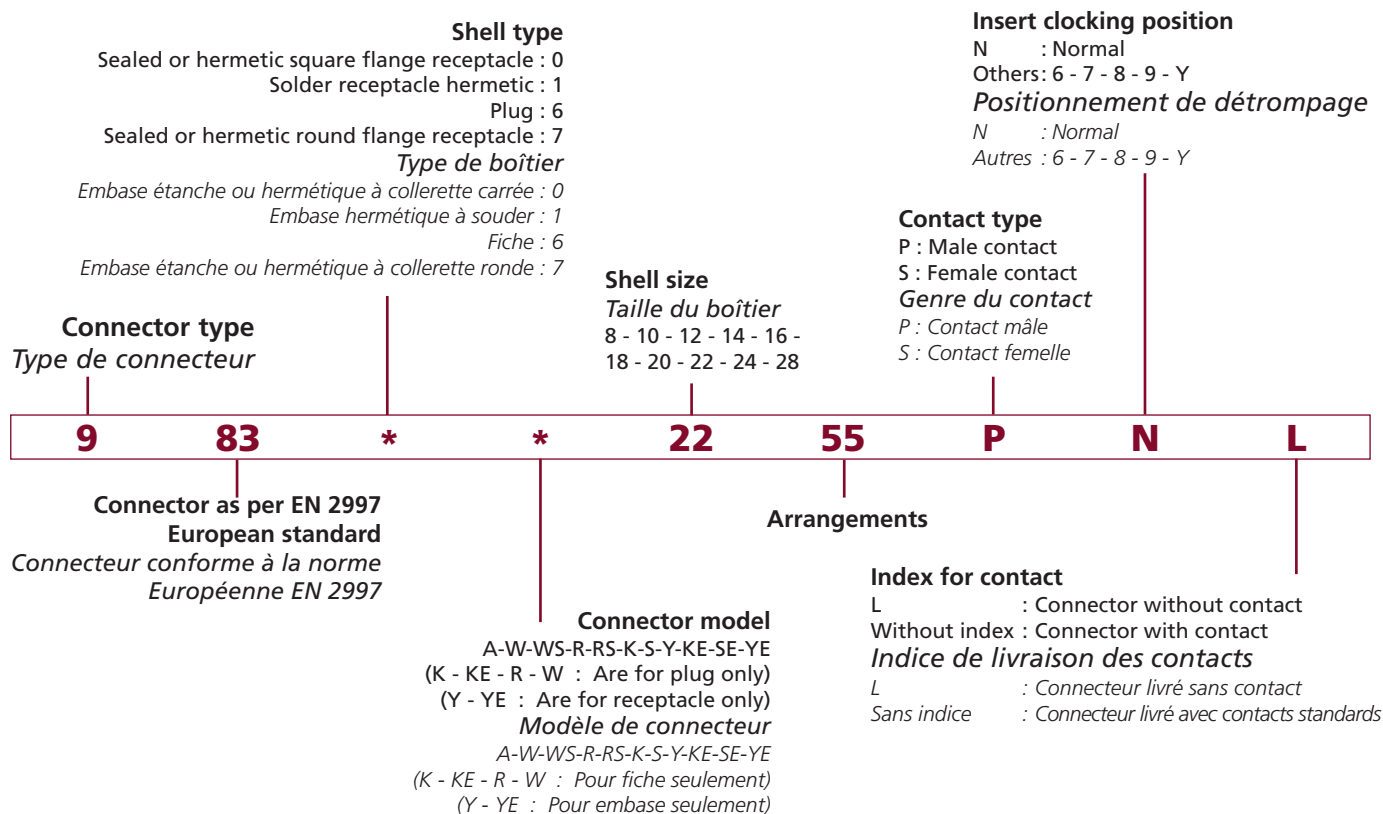 Shell type
Sealed or hermetic square flange receptacle : 0
Solder receptacle hermetic : 1
Plug : 6
Sealed or hermetic round flange receptacle : 7
Type de boîtier
Embase étanche ou hermétique à collerette carrée : 0
Embase hermétique à souder : 1
Fiche : 6
Embase étanche ou hermétique à collerette ronde : 7
Insert clocking position
N : Normal
Others : 6 - 7 - 8 - 9 - Y
Positionnement de détrompage
N : Normal
Autres : 6 - 7 - 8 - 9 - Y
Contact type
P : Male contact
S : Female contact
Genre du contact
P : Contact mâle
S : Contact femelle
Shell size
Taille du boîtier
8 - 10 - 12 - 14 - 16 -
18 - 20 - 22 - 24 - 28
Connector type
Type de connecteur
9 83 * * 22 55 P N L
Connector as per EN 2997
European standard
Connecteur conforme à la norme
Européenne EN 2997
Arrangements
Connector model
A-W-WS-R-RS-K-S-Y-KE-SE-YE
(K - KE - R - W : Are for plug only)
(Y - YE : Are for receptacle only)
Modèle de connecteur
A-W-WS-R-RS-K-S-Y-KE-SE-YE
(K - KE - R - W : Pour fiche seulement)
(Y - YE : Pour embase seulement)
Index for contact
L : Connector without contact
Without index : Connector with contact
Indice de livraison des contacts
L : Connecteur livré sans contact
Sans indice : Connecteur livré avec contacts standards